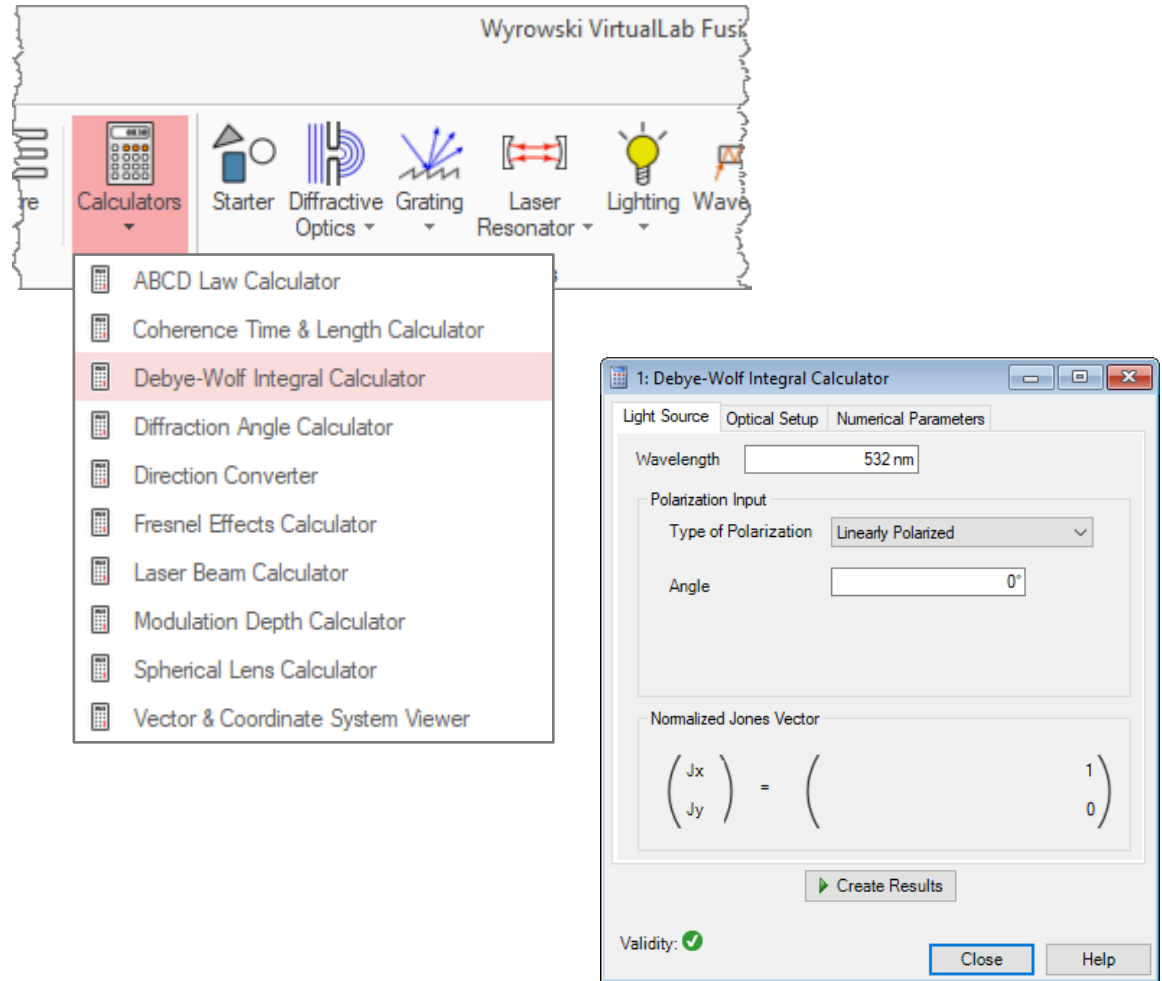 Wyrowski VirtualLab Fusi
re
Calculators
Starter
Diffractive
Optics
Grating
Laser
Resonator
Lighting
Wave
s
ABCD Law Calculator
Coherence Time & Length Calculator
Debye-Wolf Integral Calculator
Diffraction Angle Calculator
Direction Converter
Fresnel Effects Calculator
Laser Beam Calculator
Modulation Depth Calculator
Spherical Lens Calculator
Vector & Coordinate System Viewer
1: Debye-Wolf Integral Calculator
Light Source Optical Setup Numerical Parameters
Wavelength 532 nm
Polarization Input
Type of Polarization Linearly Polarized
Angle 0°
Normalized Jones Vector
Jx = 1
Jy 0
Create Results
Validity:
Close Help